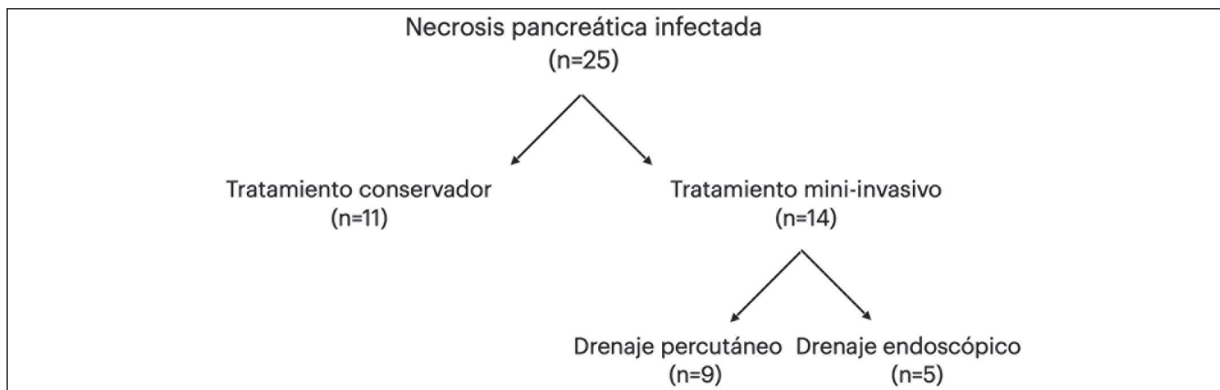 Necrosis pancreática infectada
(n=25)
Tratamiento conservador
(n=11)
Tratamiento mini-invasivo
(n=14)
Drenaje percutáneo
(n=9)
Drenaje endoscópico
(n=5)